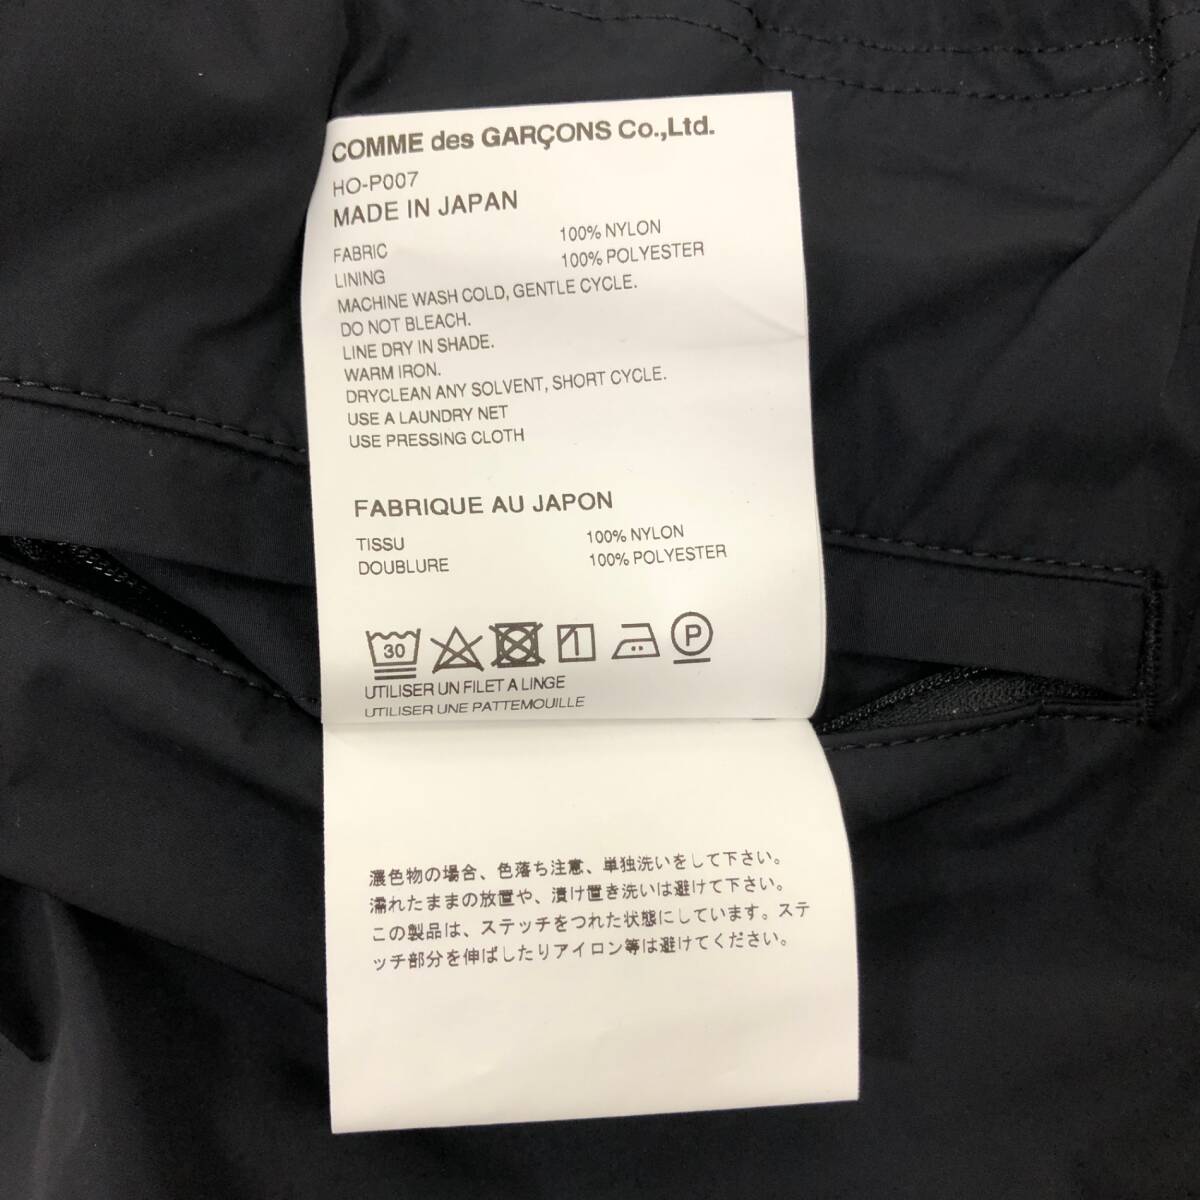 COMME des GARÇONS Co.,Ltd.
HO-P007
MADE IN JAPAN
FABRIC 100% NYLON
LINING 100% POLYESTER
MACHINE WASH COLD, GENTLE CYCLE.
DO NOT BLEACH.
LINE DRY IN SHADE.
WARM IRON.
DRYCLEAN ANY SOLVENT, SHORT CYCLE.
USE A LAUNDRY NET
USE PRESSING CLOTH
FABRIQUE AU JAPON
TISSU 100% NYLON
DOUBLURE 100% POLYESTER
30 P
UTILISER UN FILET A LINGE
UTILISER UNE PATTEMOUILLE
濃色物の場合、色落ち注意、単独洗いをして下さい。
濡れたままの放置や、漬け置き洗いは避けて下さい。
この製品は、ステッチをつれた状態にしています。ステ
ッチ部分を伸ばしたりアイロン等は避けてください。